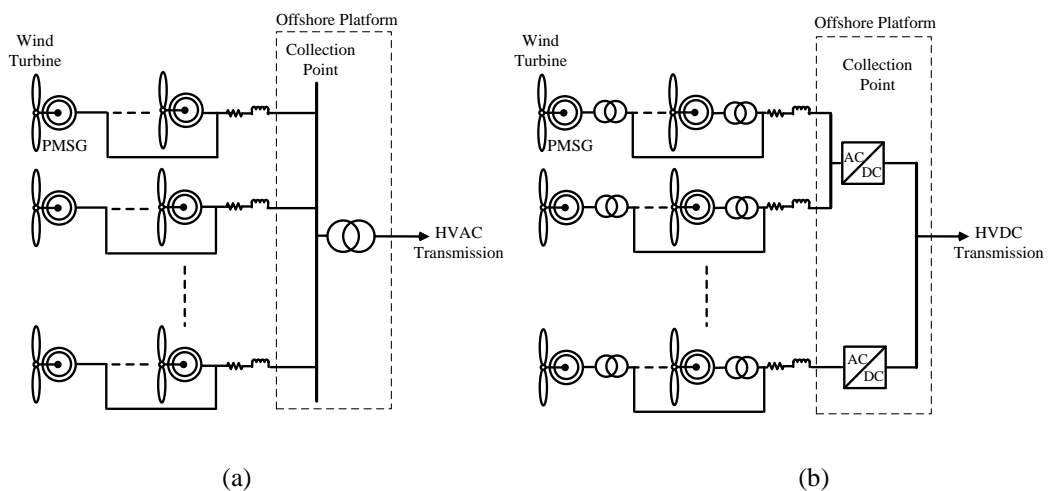 Offshore Platform
Wind
Turbine
Collection
Point
PMSG
HVAC
Transmission
(a)
Offshore Platform
Wind
Turbine
Collection
Point
PMSG
AC
DC
HVDC
Transmission
AC
DC
(b)